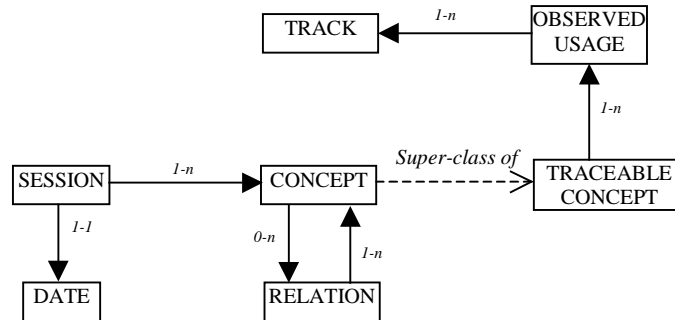 1-n
TRACK
OBSERVED
USAGE
1-n
1-n
Super-class of
SESSION
CONCEPT
TRACEABLE
CONCEPT
1-1
0-n
1-n
DATE
RELATION